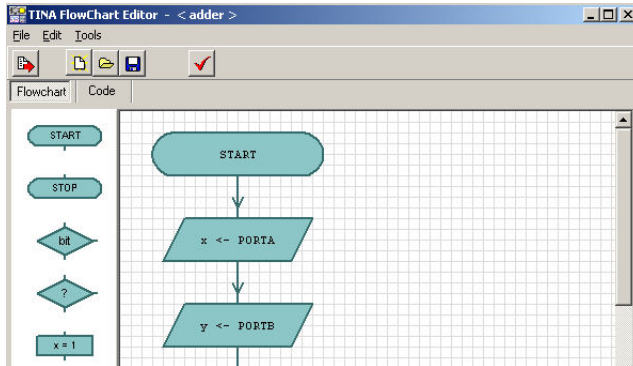 TINA FlowChart Editor - < adder >
File Edit Tools
Flowchart Code
START
STOP
bit
?
x = 1
START
x <- PORTA
y <- PORTB